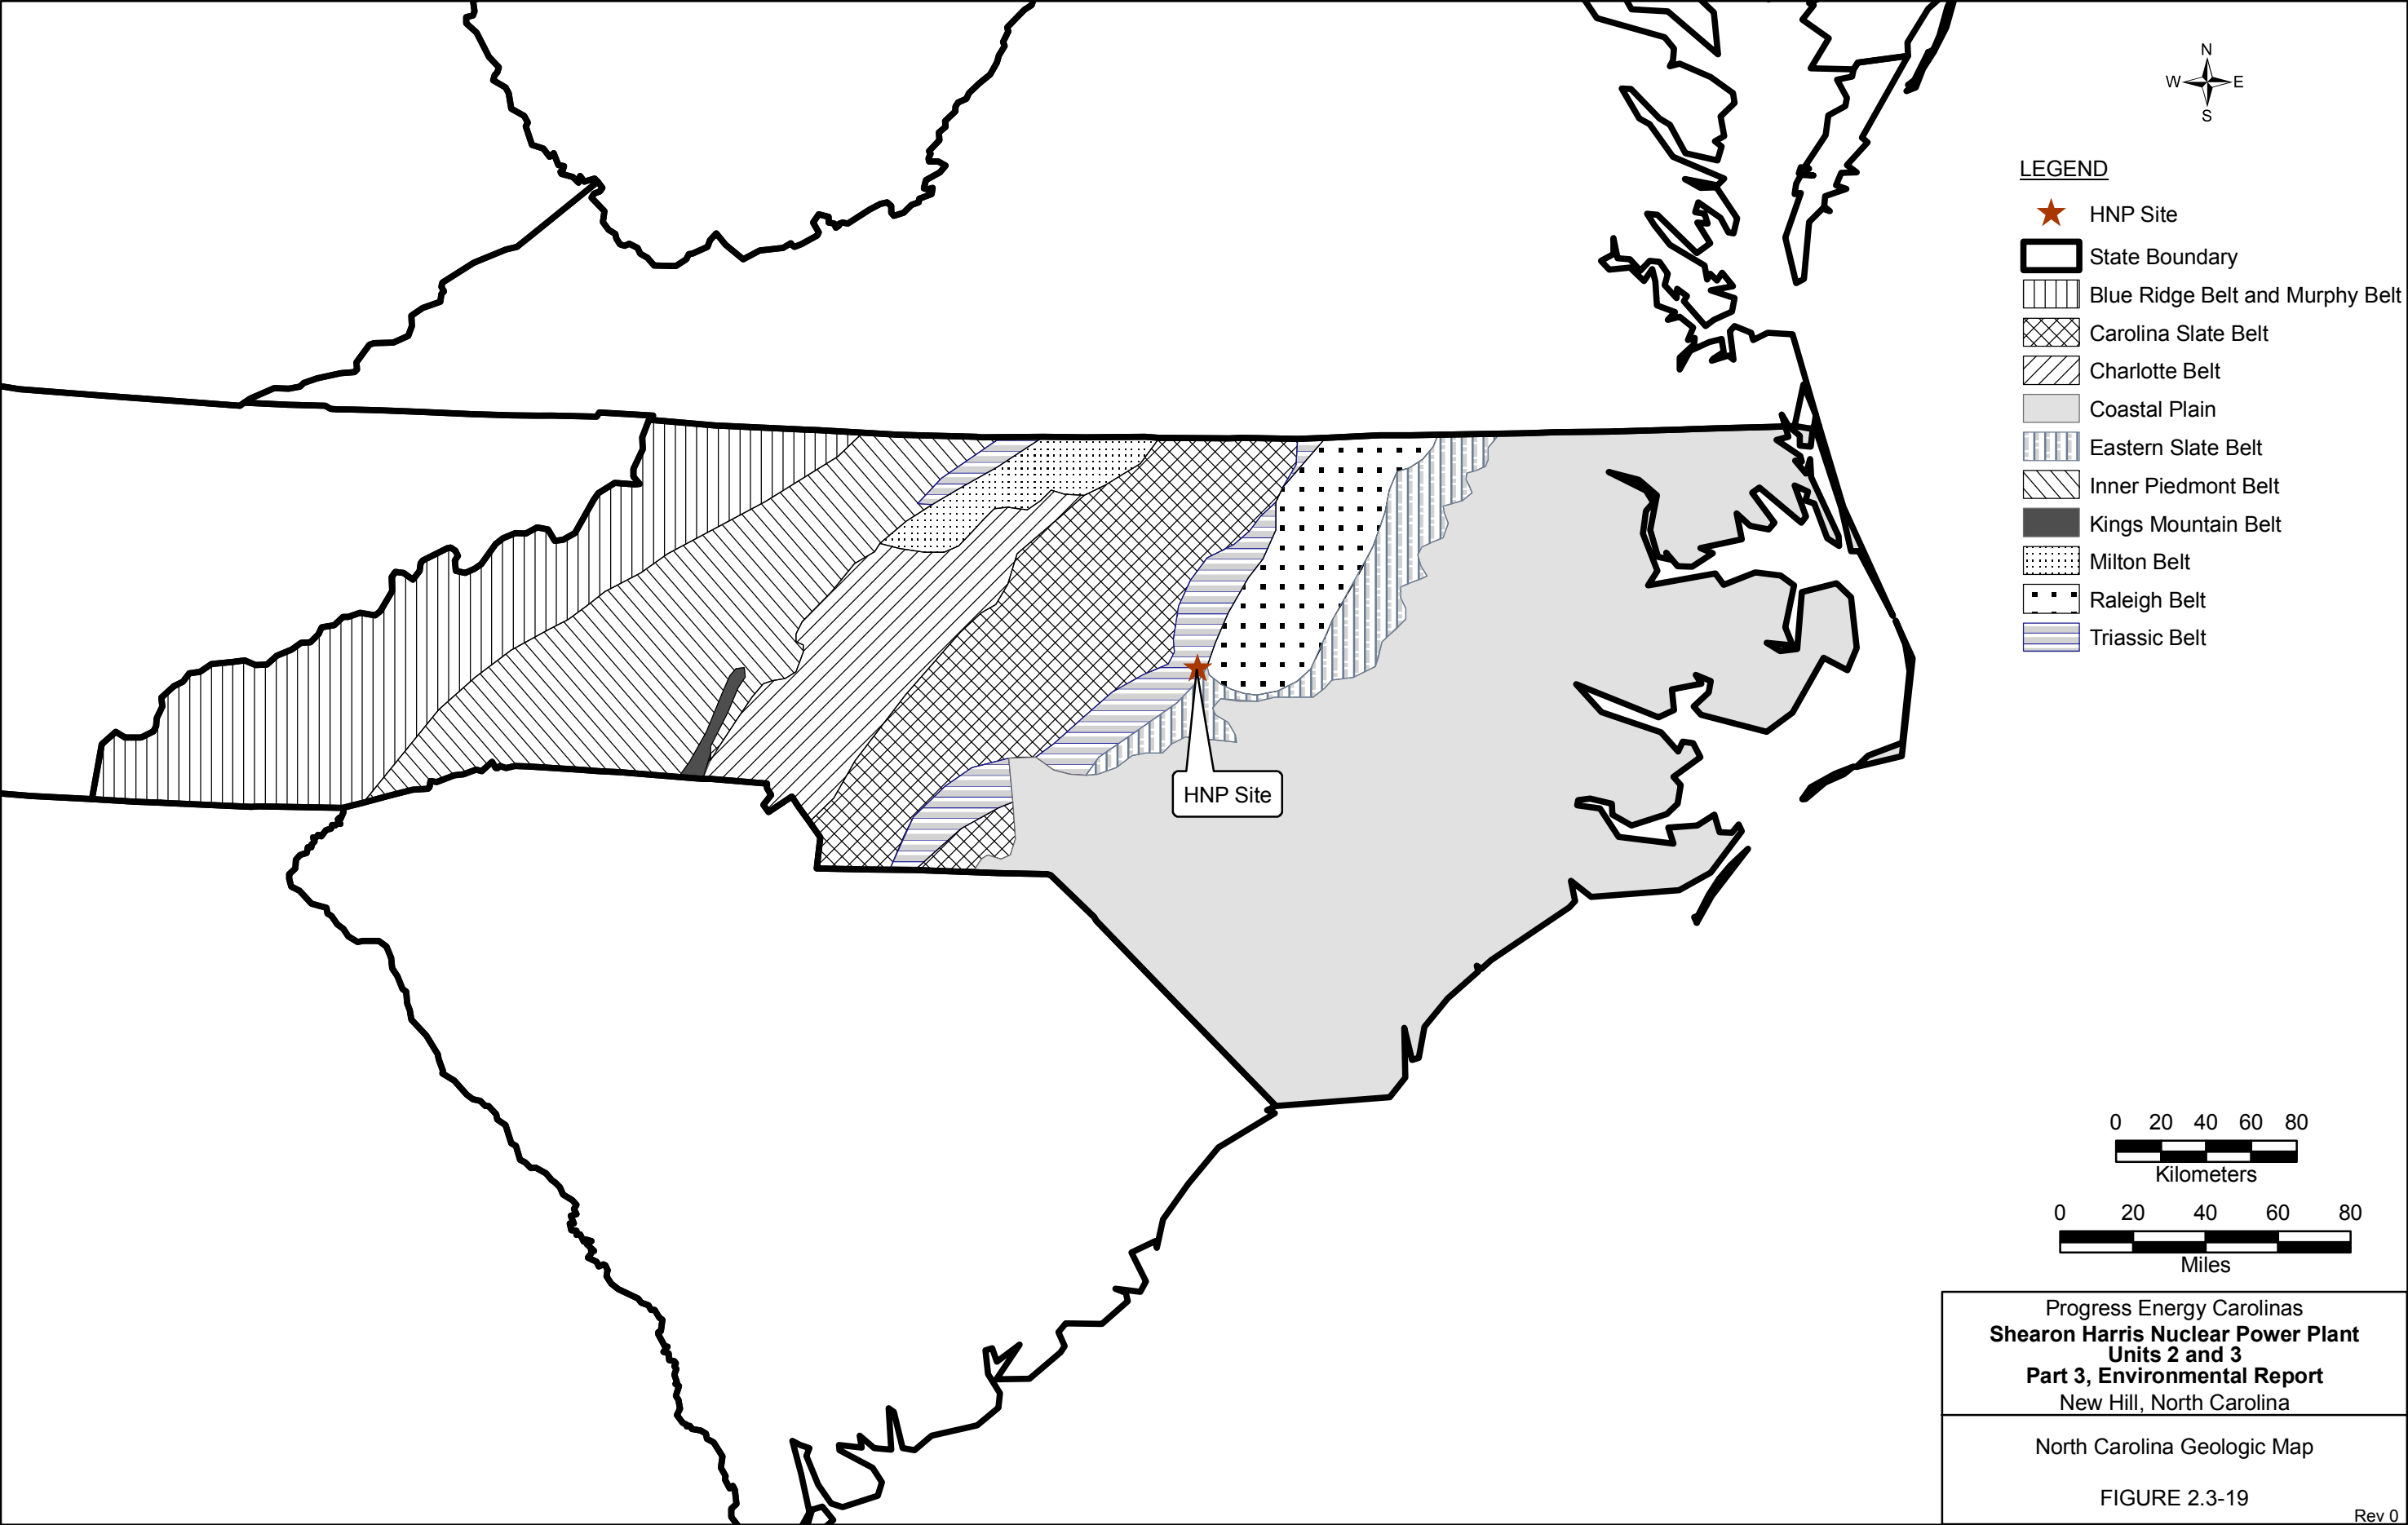 N
W E
S
LEGEND
HNP Site
State Boundary
Blue Ridge Belt and Murphy Belt
Carolina Slate Belt
Charlotte Belt
Coastal Plain
Eastern Slate Belt
Inner Piedmont Belt
Kings Mountain Belt
Milton Belt
Raleigh Belt
Triassic Belt
HNP Site
0 20 40 60 80
Kilometers
0 20 40 60 80
Miles
Progress Energy Carolinas
Shearon Harris Nuclear Power Plant
Units 2 and 3
Part 3, Environmental Report
New Hill, North Carolina
North Carolina Geologic Map
FIGURE 2.3-19
Rev 0